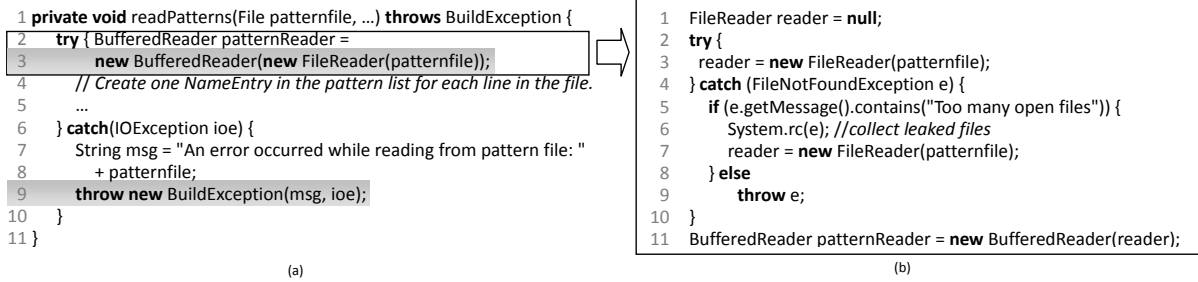 1 private void readPatterns(File patternfile, …) throws BuildException {
2 try { BufferedReader patternReader =
3 new BufferedReader(new FileReader(patternfile));
4 // Create one NameEntry in the pattern list for each line in the file.
5 …
6 } catch(IOException ioe) {
7 String msg = "An error occurred while reading from pattern file: "
8 + patternfile;
9 throw new BuildException(msg, ioe);
10 }
11 }
(a)
1 FileReader reader = null;
2 try {
3 reader = new FileReader(patternfile);
4 } catch (FileNotFoundException e) {
5 if (e.getMessage().contains("Too many open files")) {
6 System.rc(e); //collect leaked files
7 reader = new FileReader(patternfile);
8 } else
9 throw e;
10 }
11 BufferedReader patternReader = new BufferedReader(reader);
(b)